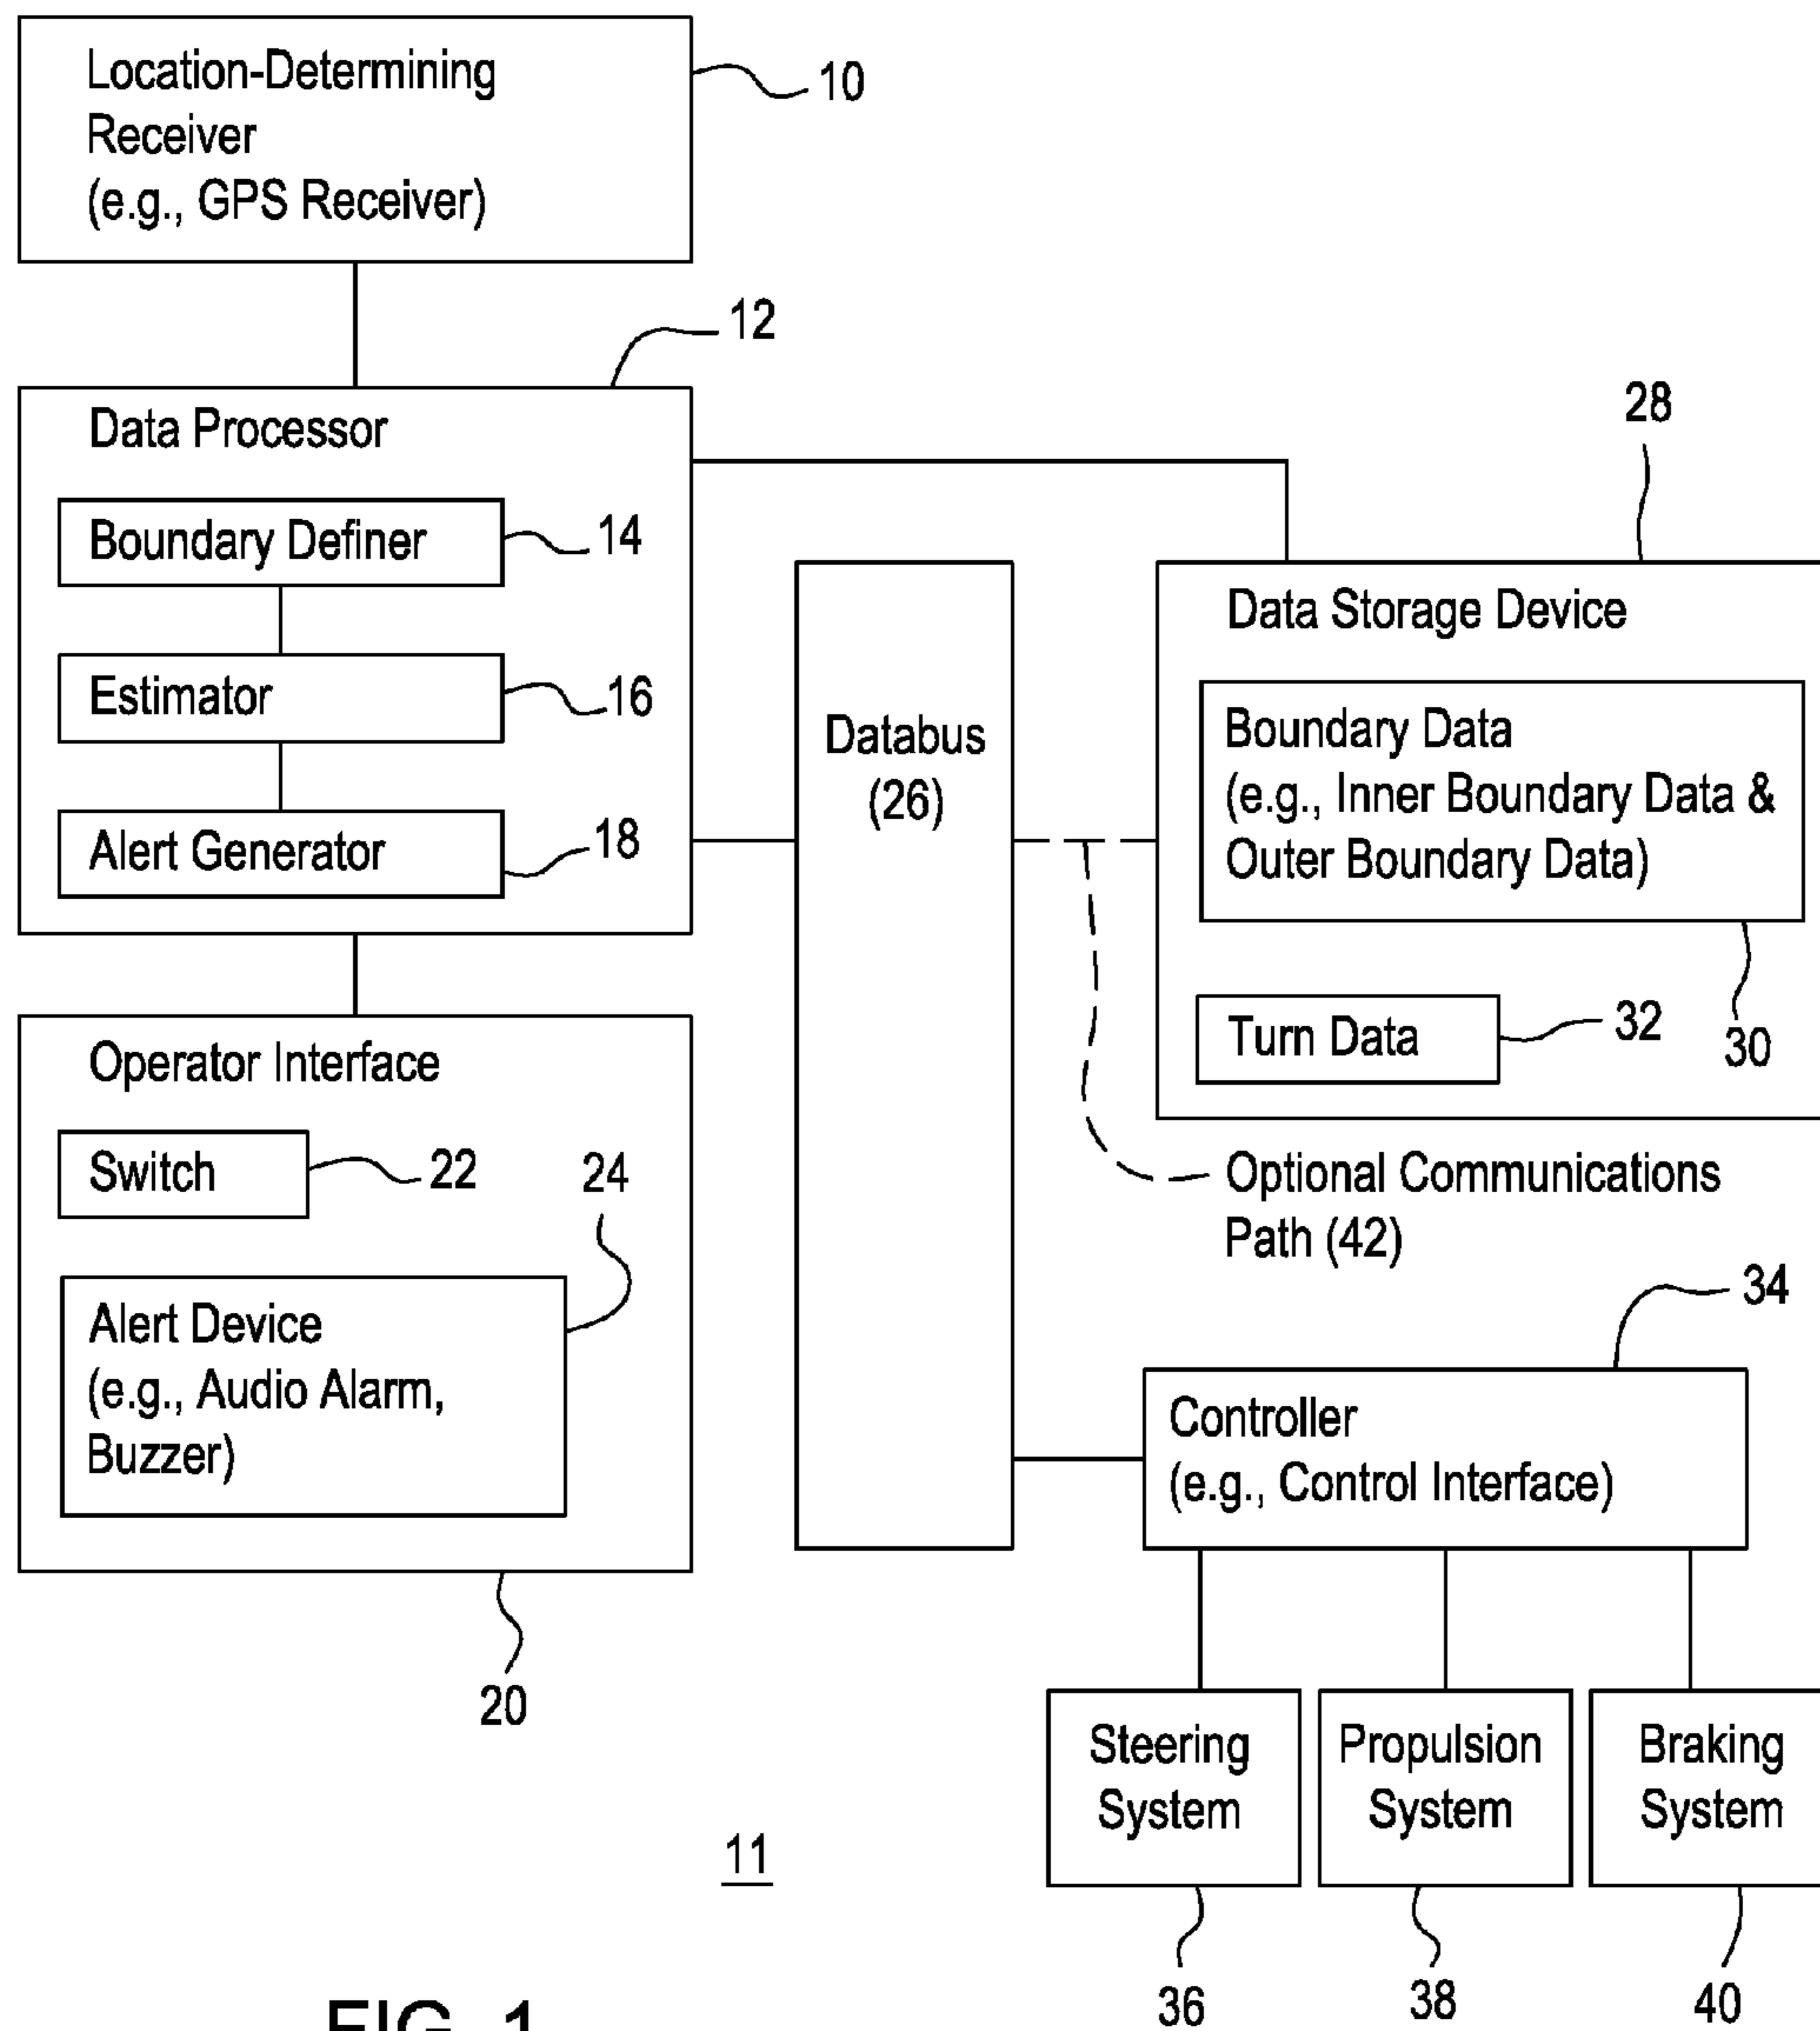 Location-Determining
Receiver
(e.g., GPS Receiver)
10
12
Data Processor
Boundary Definer
14
Estimator
16
Alert Generator
18
Operator Interface
Switch
22
24
Alert Device
(e.g., Audio Alarm,
Buzzer)
20
Databus
(26)
28
Data Storage Device
Boundary Data
(e.g., Inner Boundary Data &
Outer Boundary Data)
30
Turn Data
32
Optional Communications
Path (42)
34
Controller
(e.g., Control Interface)
Steering
System
Propulsion
System
Braking
System
36
38
40
11
FIG. 1